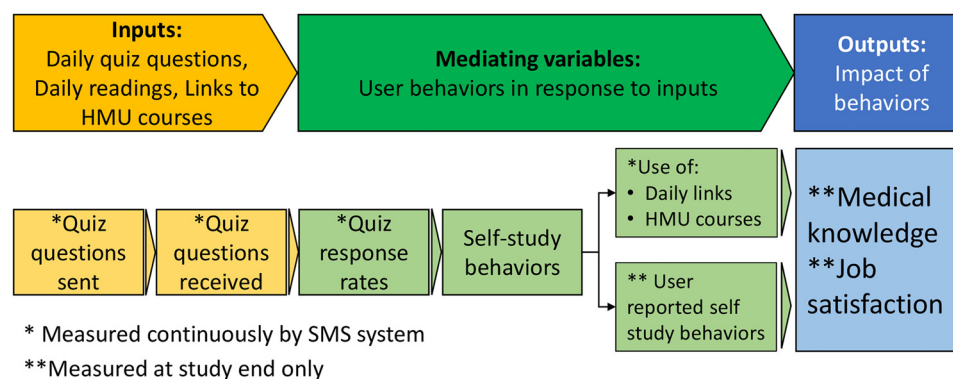 Inputs:
Daily quiz questions,
Daily readings, Links to
HMU courses
Mediating variables:
User behaviors in response to inputs
Outputs:
Impact of
behaviors
*Quiz
questions
sent
*Quiz
questions
received
*Quiz
response
rates
Self-study
behaviors
*Use of:
• Daily links
• HMU courses
** User
reported self
study behaviors
**Medical
knowledge
**Job
satisfaction
* Measured continuously by SMS system
**Measured at study end only